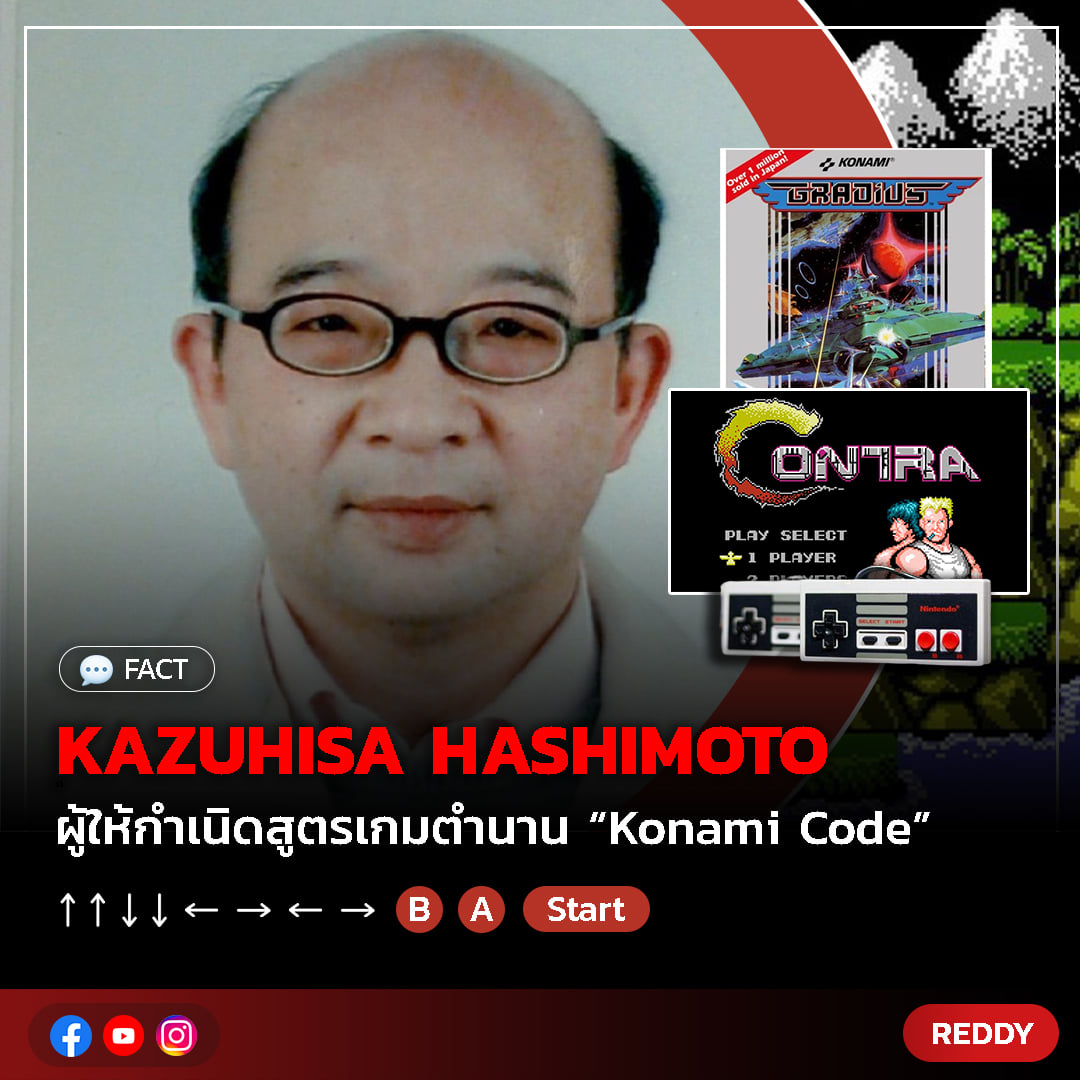 Over 1 million
sold in Japan!
KONAMI®
GRADIUS
CONTRA
PLAY SELECT
1 PLAYER
2 PLAYERS
Nintendo®
SELECT START
B A
💬 FACT
KAZUHISA HASHIMOTO
ผู้ให้กำเนิดสูตรเกมตำนาน “Konami Code”
↑↑↓↓←→←→ B A Start
REDDY